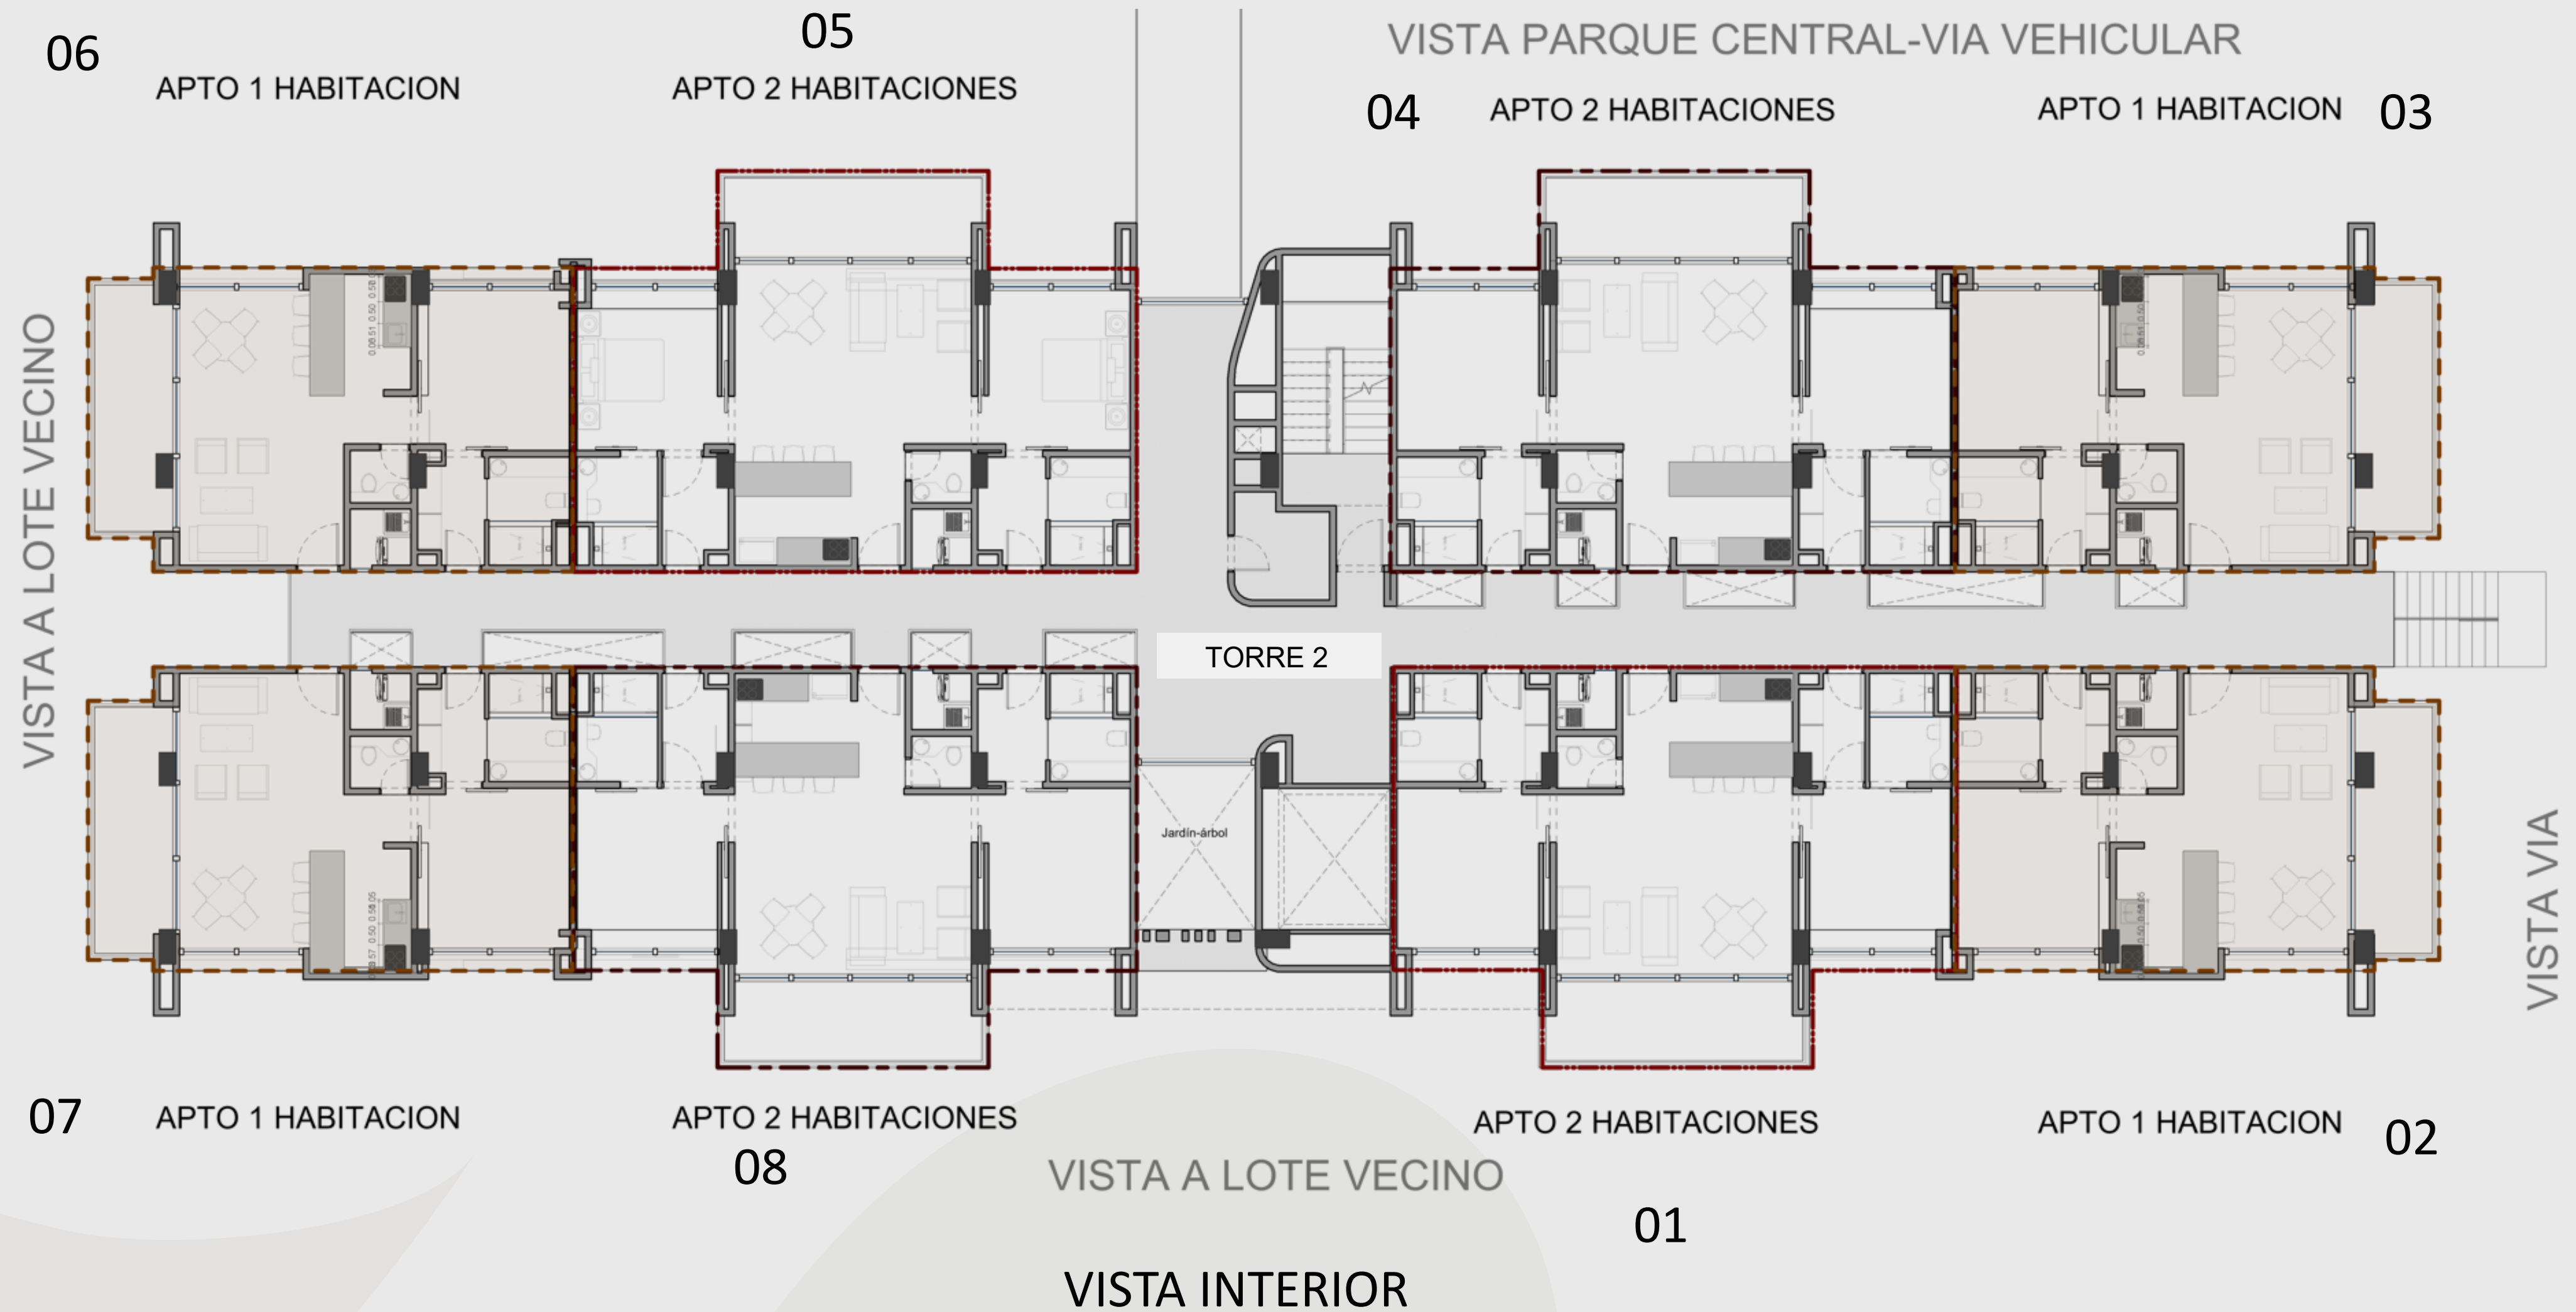 06
05
VISTA PARQUE CENTRAL-VIA VEHICULAR
APTO 1 HABITACION
APTO 2 HABITACIONES
04
APTO 2 HABITACIONES
APTO 1 HABITACION
03
VISTA A LOTE VECINO
TORRE 2
Jardín-árbol
VISTA VIA
07
APTO 1 HABITACION
APTO 2 HABITACIONES
08
APTO 2 HABITACIONES
APTO 1 HABITACION
02
VISTA A LOTE VECINO
01
VISTA INTERIOR